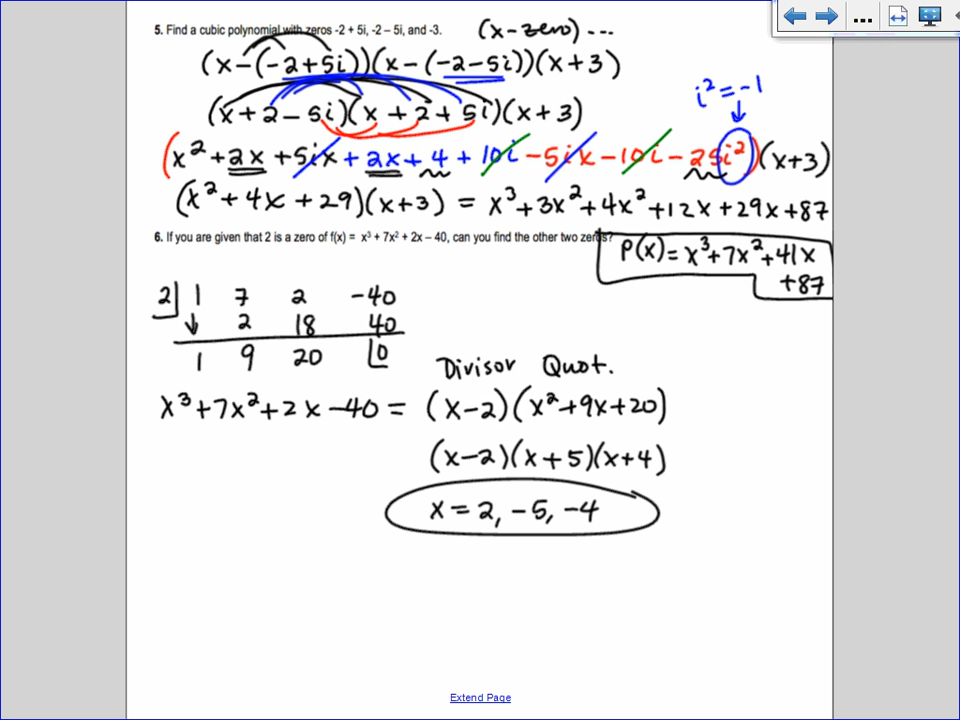 5. Find a cubic polynomial with zeros -2 + 5i, -2 – 5i, and -3. (x-zero) ...
(x-(-2+5i))(x-(-2-5i))(x+3)
i² = -1
(x+2-5i)(x+2+5i)(x+3)
(x²+2x+5ix+2x+4+10i-5ix-10i-25i²)(x+3)
(x²+4x+29)(x+3) = x³+3x²+4x²+12x+29x+87
6. If you are given that 2 is a zero of f(x) = x³ + 7x² + 2x – 40, can you find the other two zeros?
P(x)=x³+7x²+41x
+87
2 1 7 2 -40
↓ 2 18 40
1 9 20 0
Divisor Quot.
x³+7x²+2x-40 = (x-2)(x²+9x+20)
(x-2)(x+5)(x+4)
x = 2, -5, -4
Extend Page